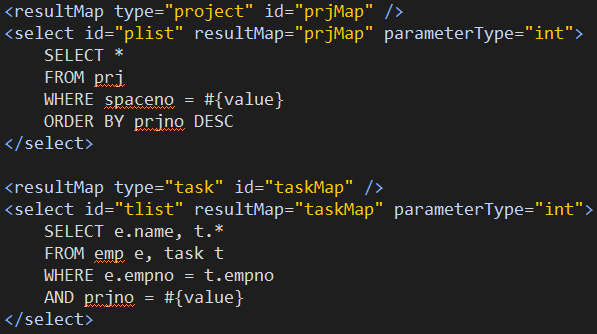 <resultMap type="project" id="prjMap" />
<select id="plist" resultMap="prjMap" parameterType="int">
    SELECT *
    FROM prj
    WHERE spaceno = #{value}
    ORDER BY prjno DESC
</select>

<resultMap type="task" id="taskMap" />
<select id="tlist" resultMap="taskMap" parameterType="int">
    SELECT e.name, t.*
    FROM emp e, task t
    WHERE e.empno = t.empno
    AND prjno = #{value}
</select>